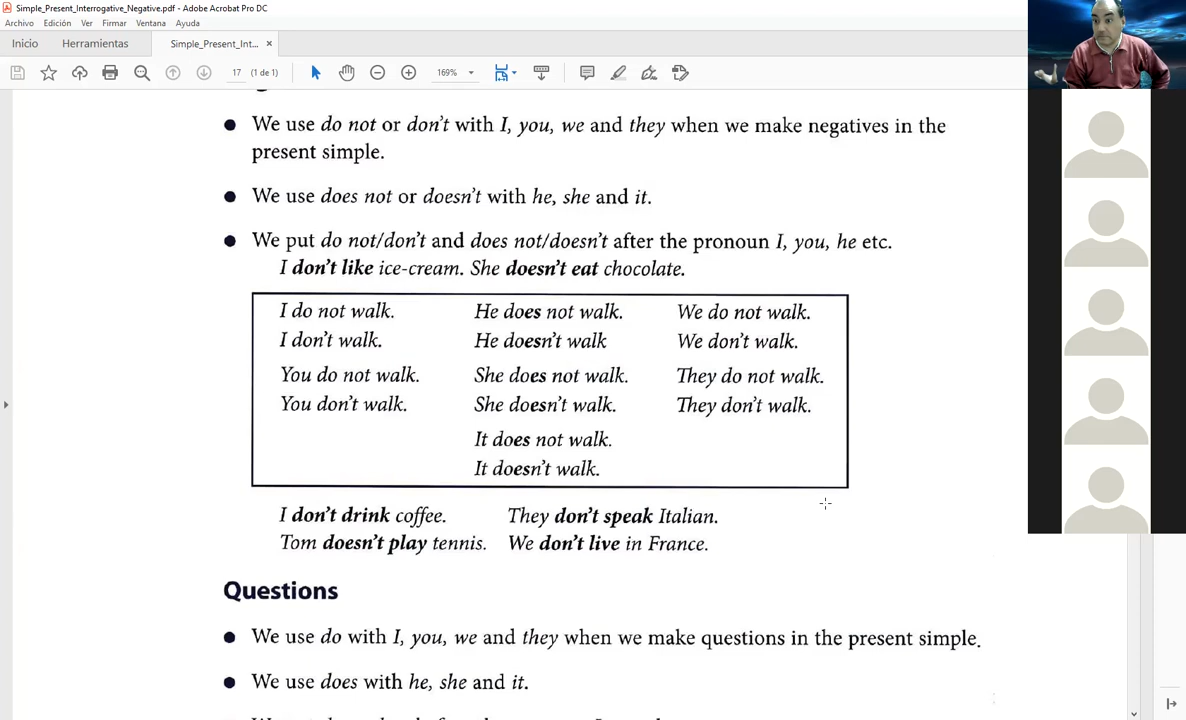 Simple_Present_Interrogative_Negative.pdf - Adobe Acrobat Pro DC
Archivo Edición Ver Firmar Ventana Ayuda
Inicio Herramientas Simple_Present_Int... ×
17 (1 de 1) 169%
We use do not or don't with I, you, we and they when we make negatives in the
present simple.
We use does not or doesn't with he, she and it.
We put do not/don't and does not/doesn't after the pronoun I, you, he etc.
I don't like ice-cream. She doesn't eat chocolate.
I do not walk. He does not walk. We do not walk.
I don't walk. He doesn't walk We don't walk.
You do not walk. She does not walk. They do not walk.
You don't walk. She doesn't walk. They don't walk.
It does not walk.
It doesn't walk.
I don't drink coffee. They don't speak Italian.
Tom doesn't play tennis. We don't live in France.
Questions
We use do with I, you, we and they when we make questions in the present simple.
We use does with he, she and it.